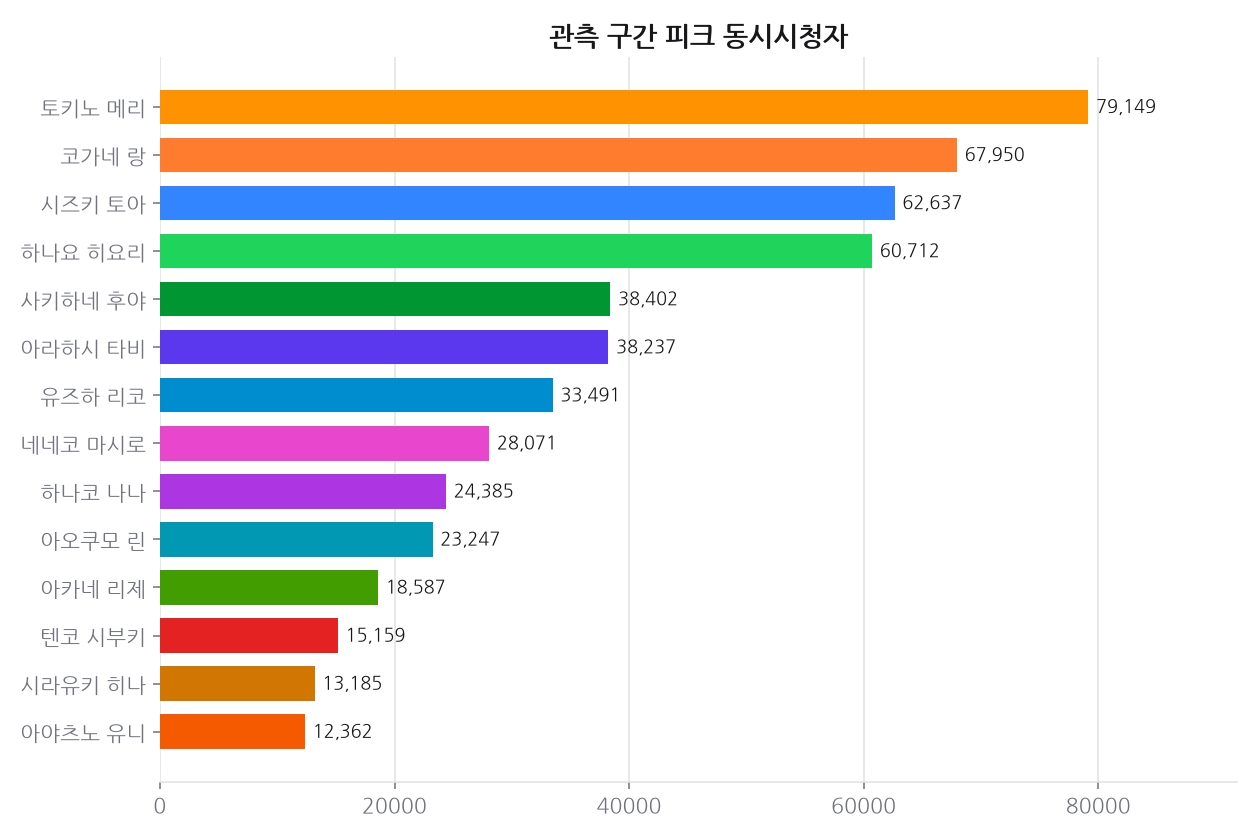 관측 구간 피크 동시시청자
토키노 메리 79,149
코가네 랑 67,950
시즈키 토아 62,637
하나요 히요리 60,712
사키하네 후야 38,402
아라하시 타비 38,237
유즈하 리코 33,491
네네코 마시로 28,071
하나코 나나 24,385
아오쿠모 린 23,247
아카네 리제 18,587
텐코 시부키 15,159
시라유키 히나 13,185
아야츠노 유니 12,362
0 20000 40000 60000 80000